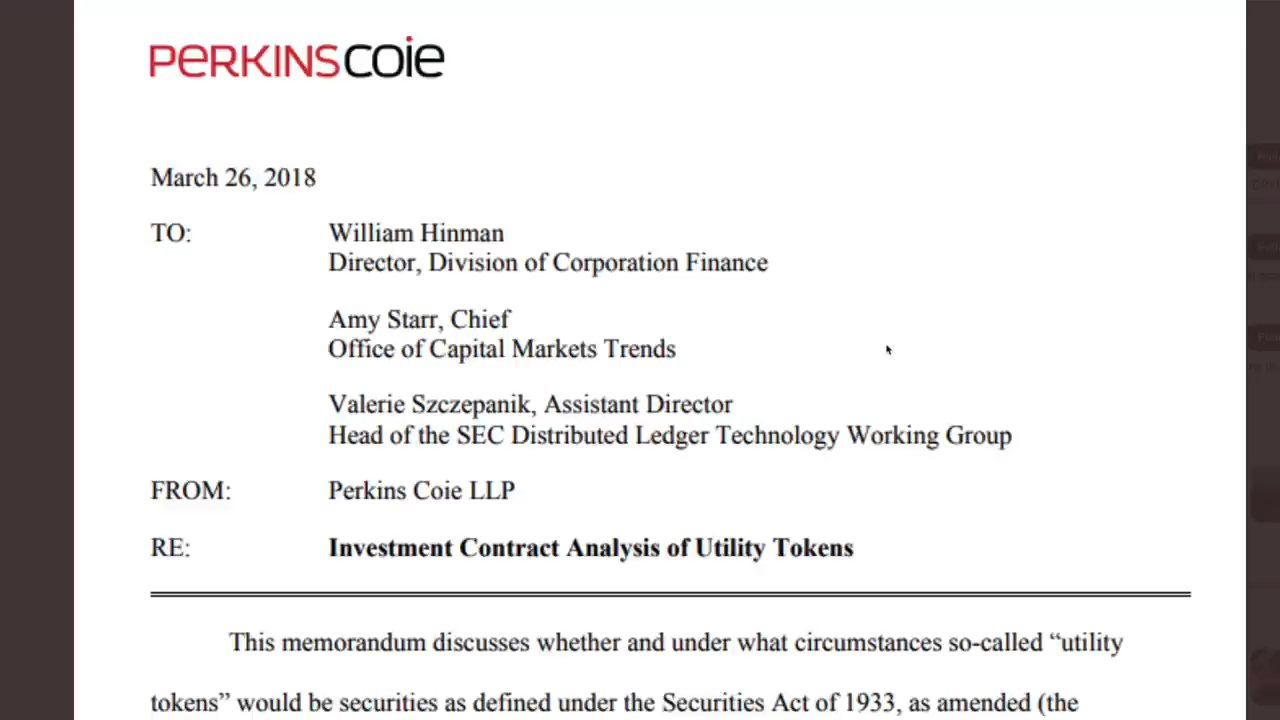 PERKINSCOIE
March 26, 2018
TO: William Hinman
Director, Division of Corporation Finance
Amy Starr, Chief
Office of Capital Markets Trends
Valerie Szczepanik, Assistant Director
Head of the SEC Distributed Ledger Technology Working Group
FROM: Perkins Coie LLP
RE: Investment Contract Analysis of Utility Tokens
This memorandum discusses whether and under what circumstances so-called “utility
tokens” would be securities as defined under the Securities Act of 1933, as amended (the